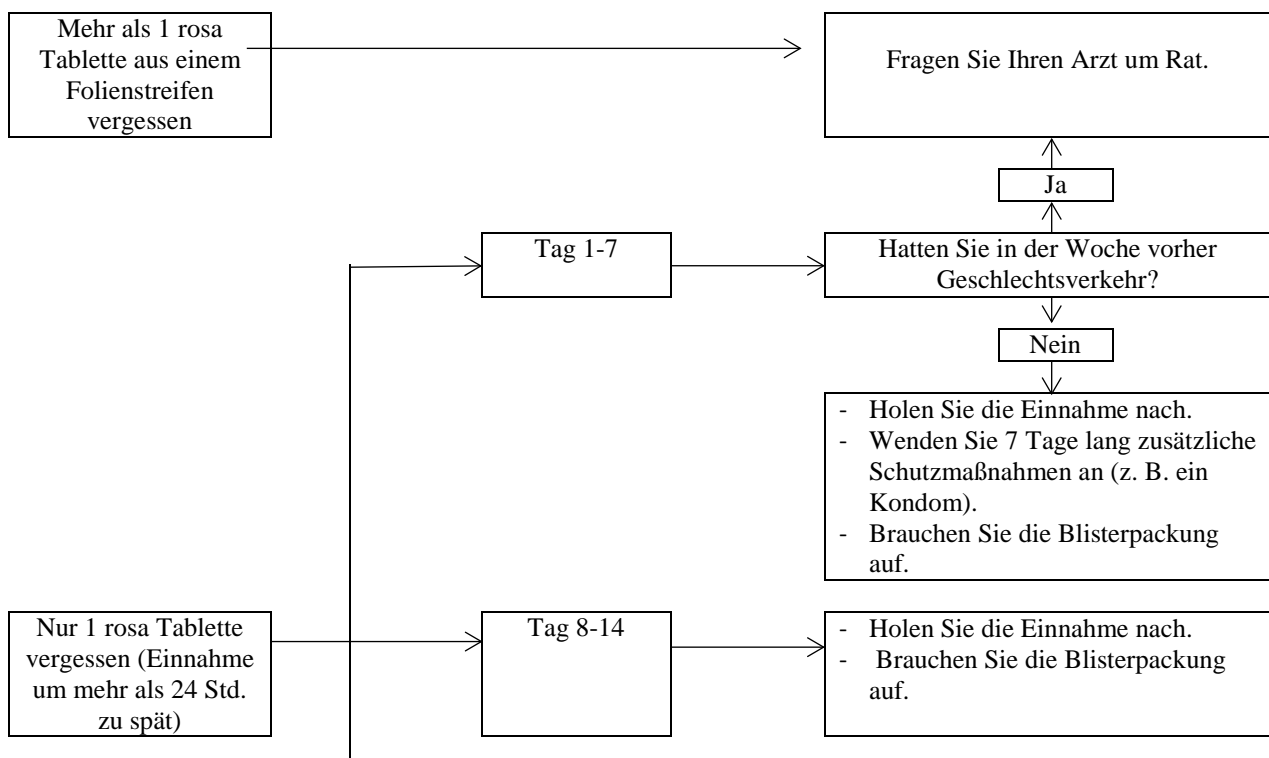 Mehr als 1 rosa
Tablette aus einem
Folienstreifen
vergessen
Fragen Sie Ihren Arzt um Rat.
Ja
Tag 1-7
Hatten Sie in der Woche vorher
Geschlechtsverkehr?
Nein
- Holen Sie die Einnahme nach.
- Wenden Sie 7 Tage lang zusätzliche
Schutzmaßnahmen an (z. B. ein
Kondom).
- Brauchen Sie die Blisterpackung
auf.
Nur 1 rosa Tablette
vergessen (Einnahme
um mehr als 24 Std.
zu spät)
Tag 8-14
- Holen Sie die Einnahme nach.
- Brauchen Sie die Blisterpackung
auf.